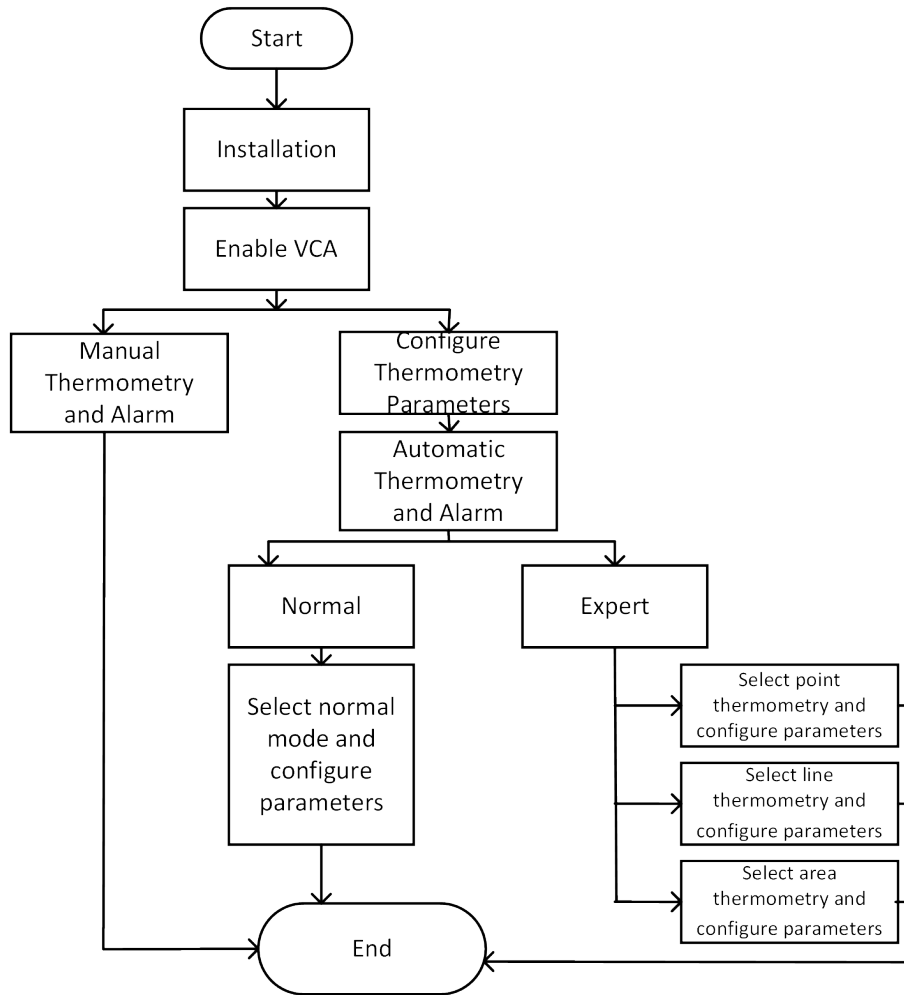 Start
Installation
Enable VCA
Manual
Thermometry
and Alarm
Configure
Thermometry
Parameters
Automatic
Thermometry
and Alarm
Normal
Expert
Select normal
mode and
configure
parameters
Select point
thermometry and
configure parameters
Select line
thermometry and
configure parameters
Select area
thermometry and
configure parameters
End